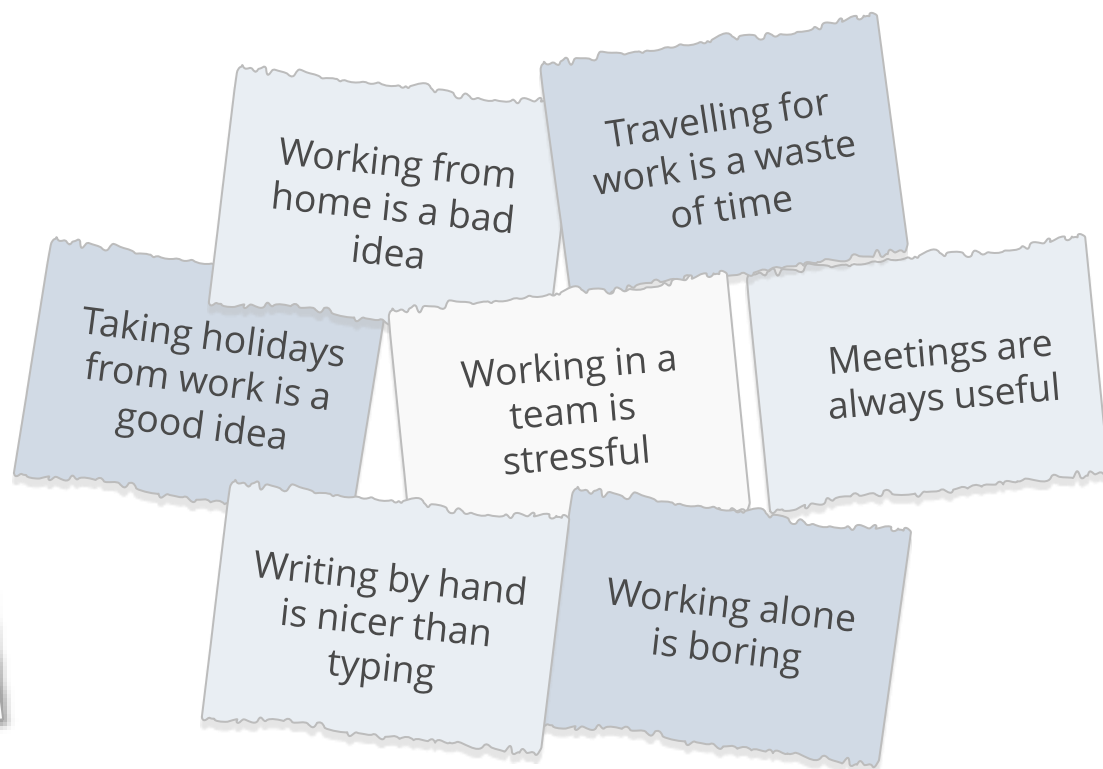 Working from
home is a bad
idea
Travelling for
work is a waste
of time
Taking holidays
from work is a
good idea
Working in a
team is
stressful
Meetings are
always useful
Writing by hand
is nicer than
typing
Working alone
is boring